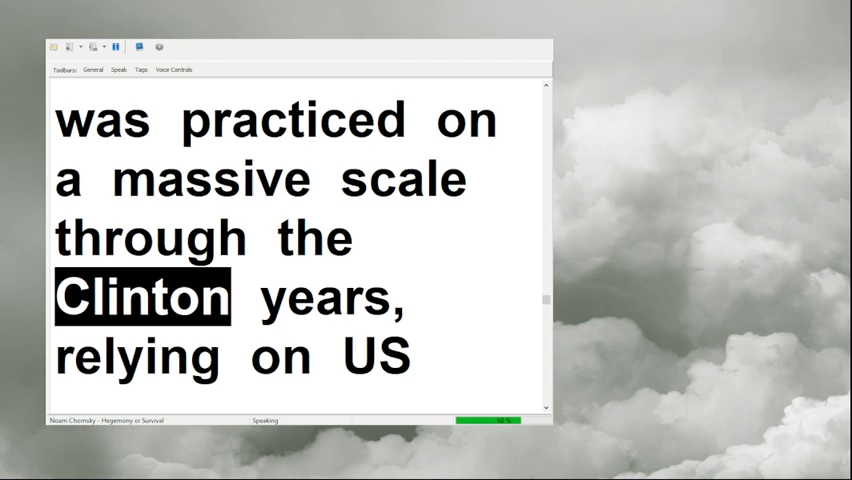 Toolbars: General Speak Tags Voice Controls
was practiced on
a massive scale
through the
Clinton years,
relying on US
Noam Chomsky - Hegemony or Survival Speaking 66 %